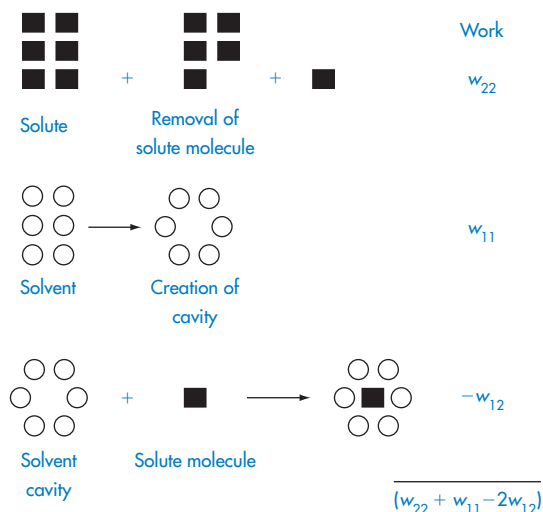 Work
+ + w₂₂
Solute Removal of
solute molecule
w₁₁
Solvent Creation of
cavity
+ −w₁₂
Solvent Solute molecule
cavity
(w₂₂ + w₁₁−2w₁₂)